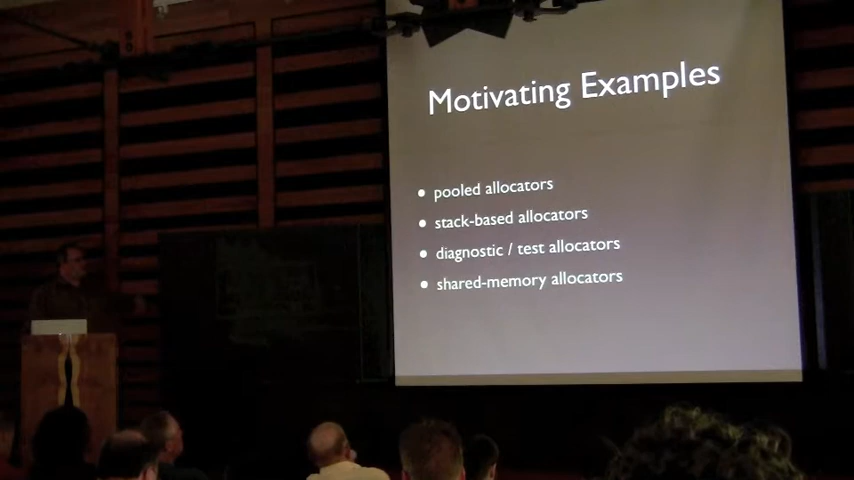 Motivating Examples
• pooled allocators
• stack-based allocators
• diagnostic / test allocators
• shared-memory allocators